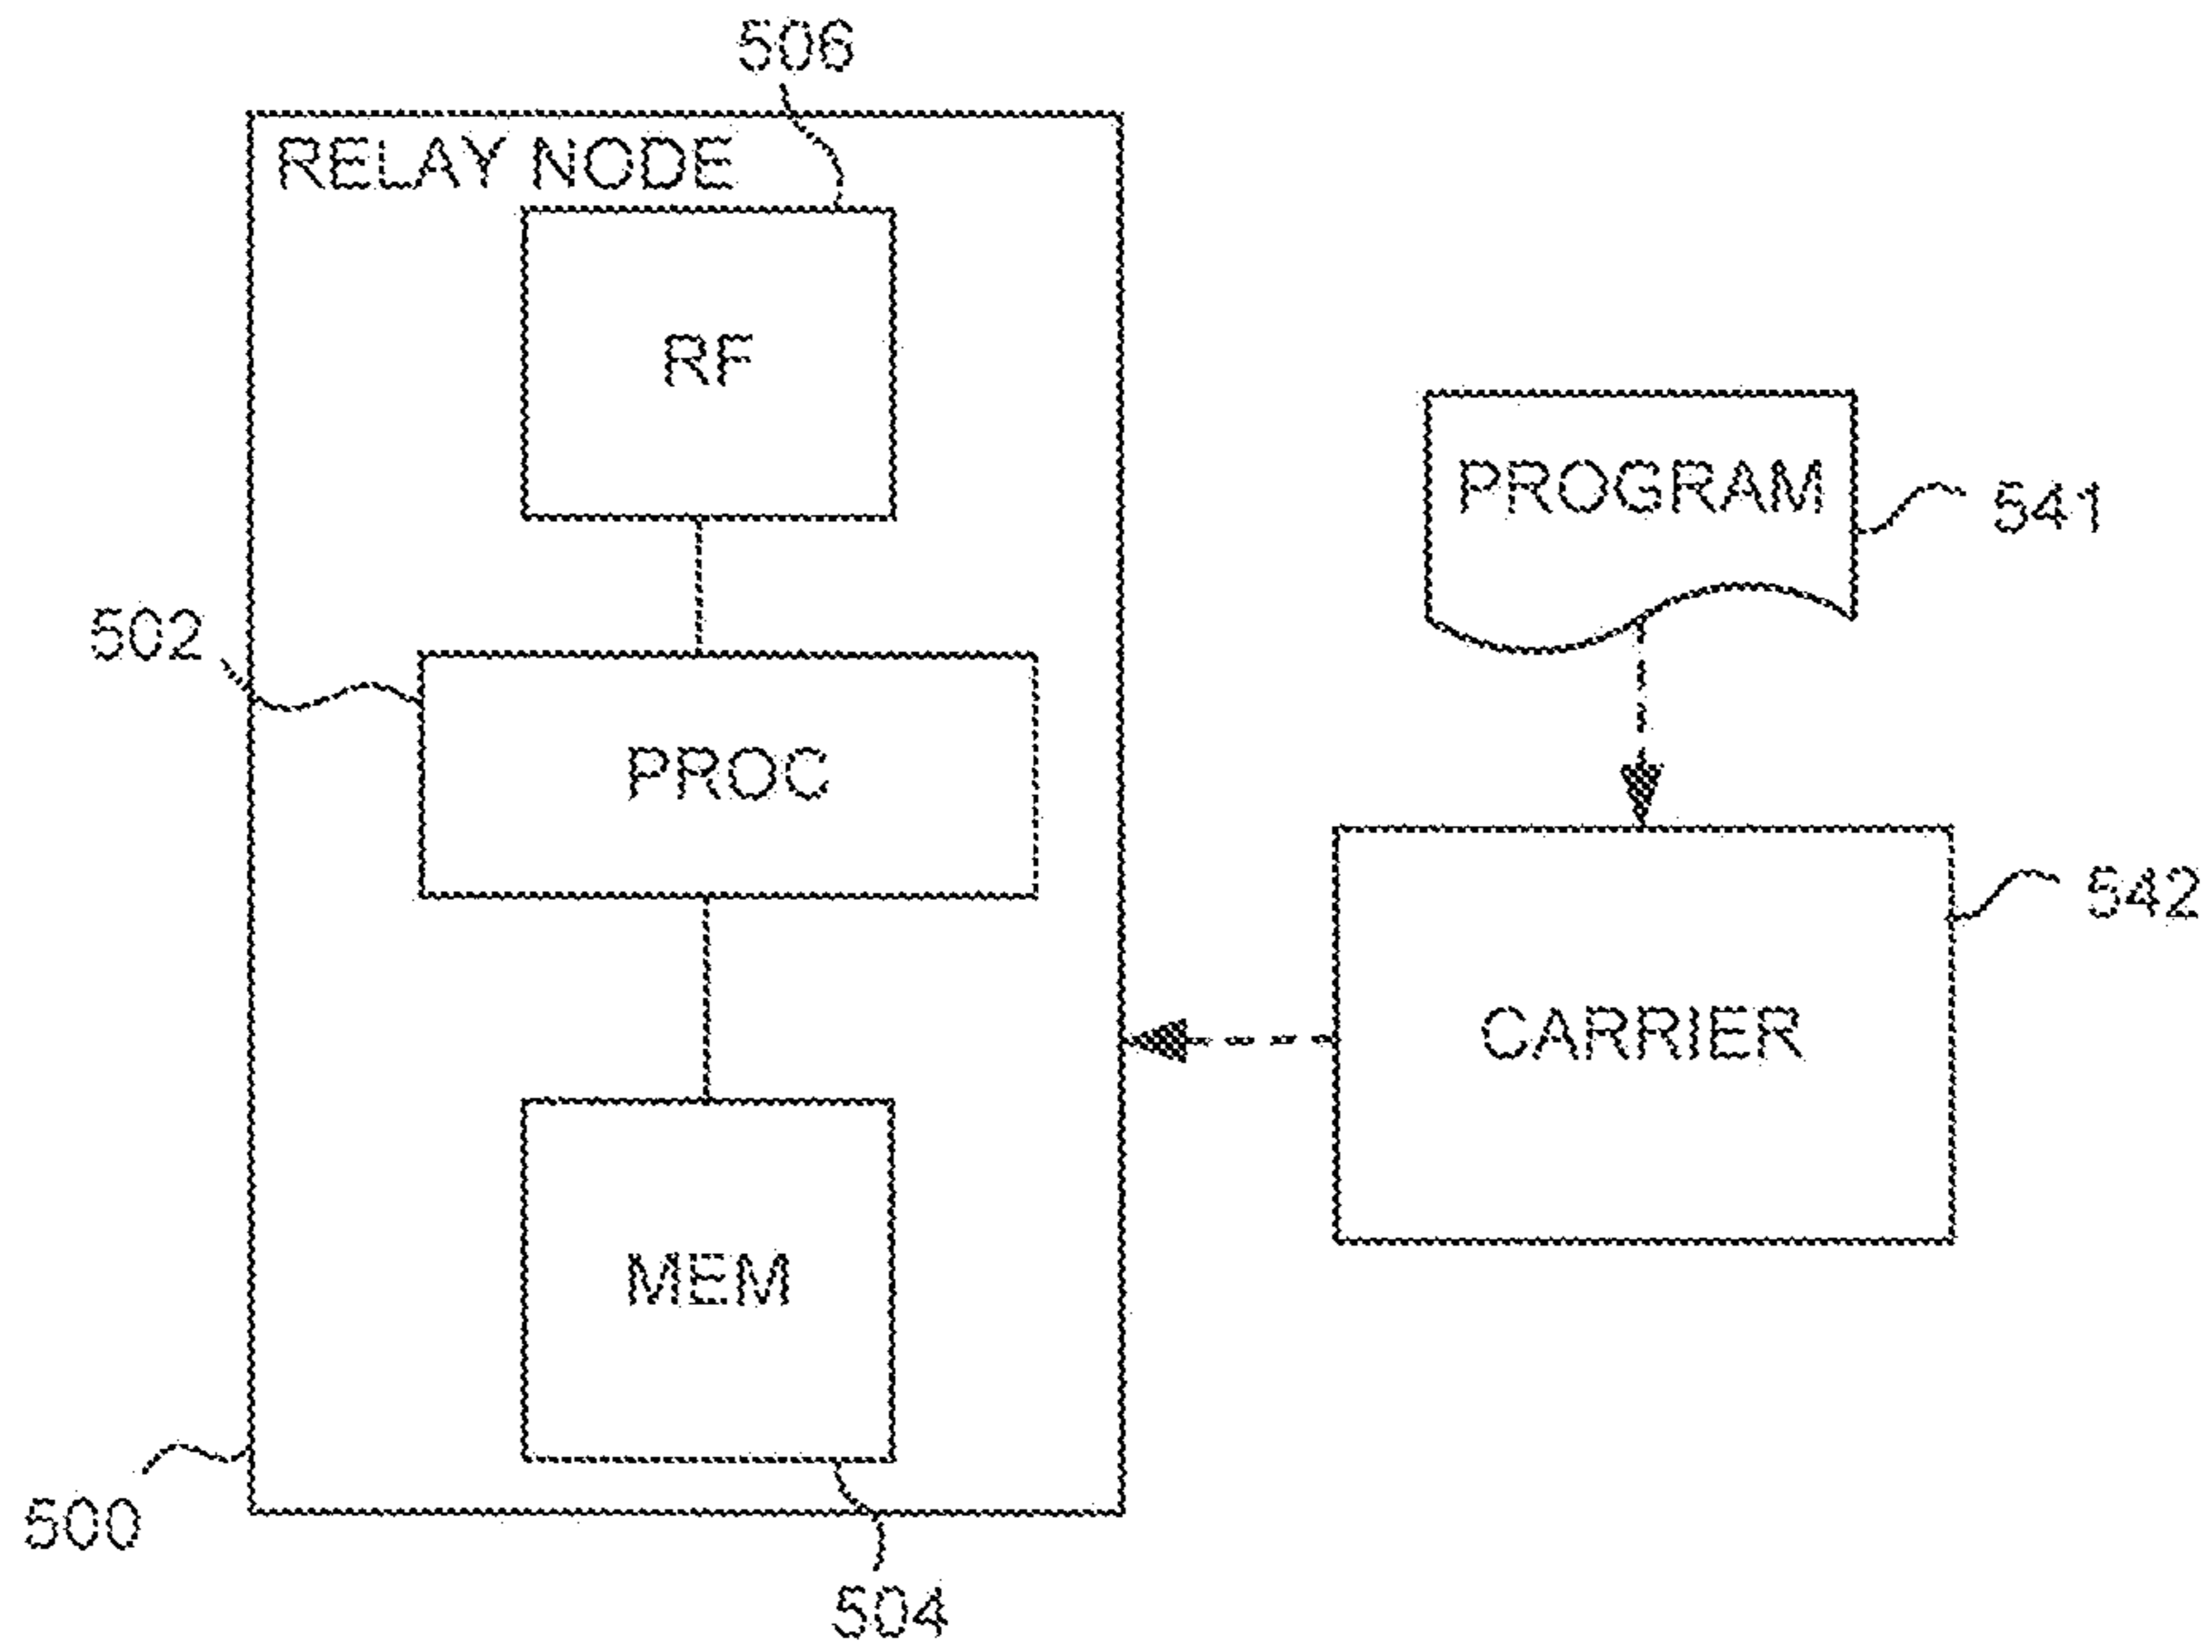 506
RELAY NODE
RF
PROGRAM
541
502
PROC
542
CARRIER
MEM
500
504